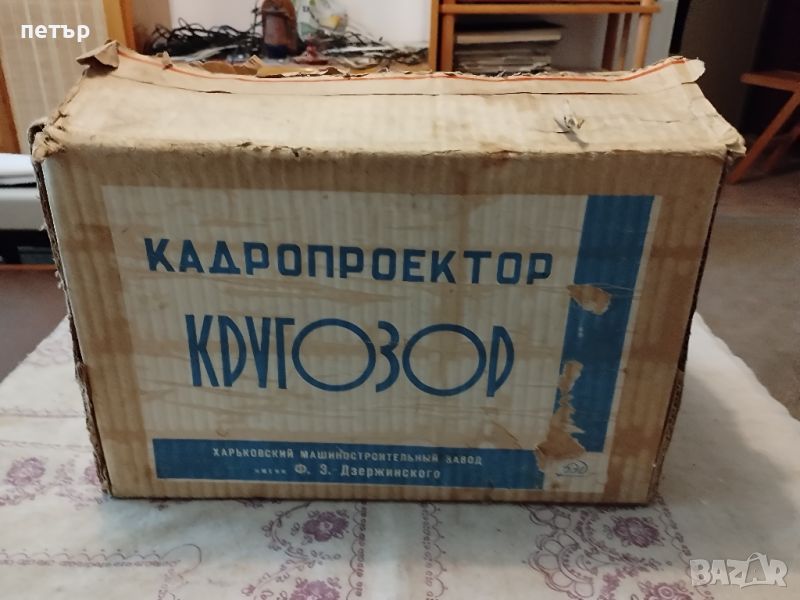 петър
КАДРОПРОЕКТОР
КРУГОЗОР
ХАРЬКОВСКИЙ МАШИНОСТРОИТЕЛЬНЫЙ ЗАВОД
имени Ф. Э. Дзержинского
BAZAR